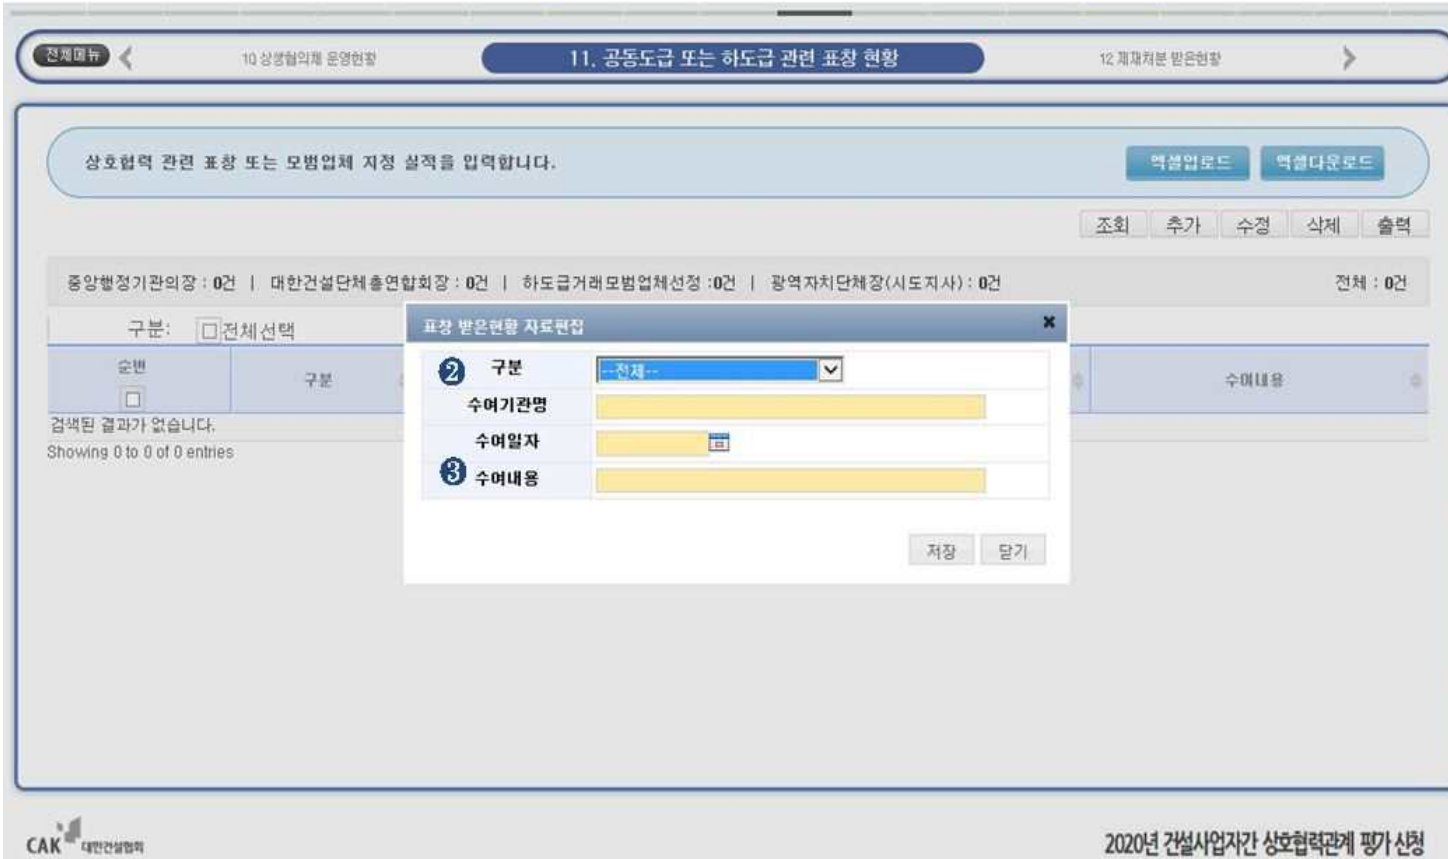 전체메뉴 10 상생협의체 운영현황 11. 공동도급 또는 하도급 관련 표창 현황 12 제재처분 받은현황
상호협력 관련 표창 또는 모범업체 지정 실적을 입력합니다. 엑셀업로드 엑셀다운로드
조회 추가 수정 삭제 출력
중앙행정기관의장 : 0건 | 대한건설단체총연합회장 : 0건 | 하도급거래모범업체선정 :0건 | 광역자치단체장(시도지사) : 0건 전체 : 0건
구분: 전체선택
순번 구분 수여내용
검색된 결과가 없습니다.
Showing 0 to 0 of 0 entries
표창 받은현황 자료편집
2 구분 --전체--
수여기관명
수여일자
3 수여내용
저장 닫기
CAK 대한건설협회
2020년 건설사업자간 상호협력관계 평가 신청